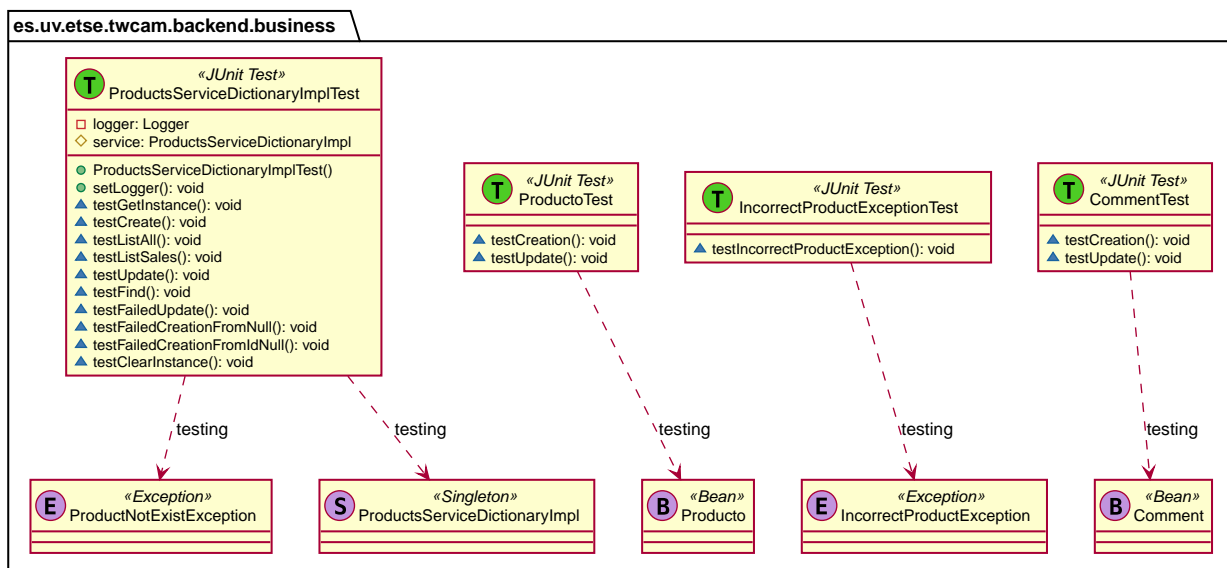 es.uv.etse.twcam.backend.business
T
«JUnit Test»
ProductsServiceDictionaryImplTest
logger: Logger
service: ProductsServiceDictionaryImpl
ProductsServiceDictionaryImplTest()
setLogger(): void
testGetInstance(): void
testCreate(): void
testListAll(): void
testListSales(): void
testUpdate(): void
testFind(): void
testFailedUpdate(): void
testFailedCreationFromNull(): void
testFailedCreationFromIdNull(): void
testClearInstance(): void
T
«JUnit Test»
ProductoTest
testCreation(): void
testUpdate(): void
T
«JUnit Test»
IncorrectProductExceptionTest
testIncorrectProductException(): void
T
«JUnit Test»
CommentTest
testCreation(): void
testUpdate(): void
testing
testing
testing
testing
testing
E
«Exception»
ProductNotExistException
S
«Singleton»
ProductsServiceDictionaryImpl
B
«Bean»
Producto
E
«Exception»
IncorrectProductException
B
«Bean»
Comment